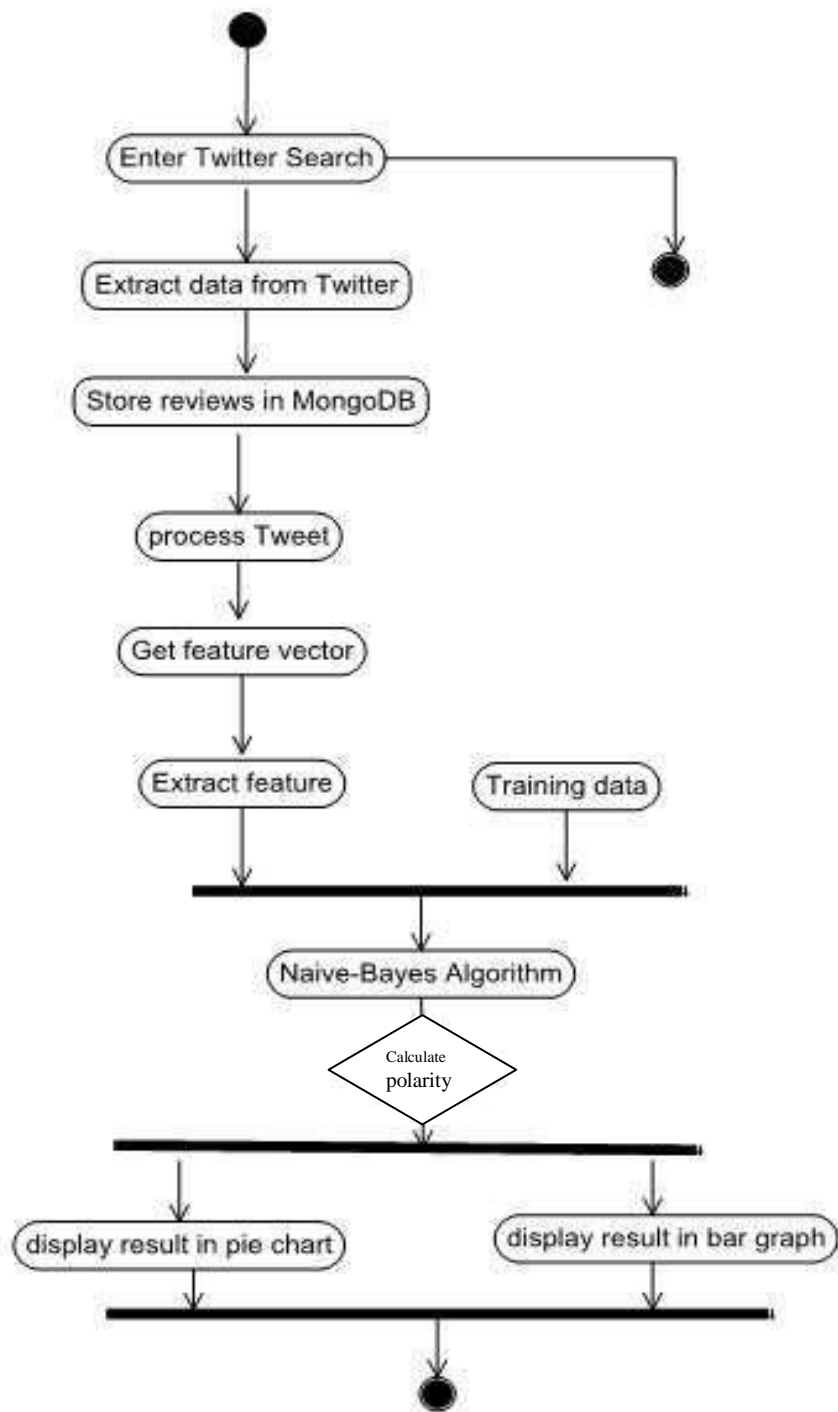 Enter Twitter Search
Extract data from Twitter
Store reviews in MongoDB
process Tweet
Get feature vector
Extract feature
Training data
Naive-Bayes Algorithm
Calculate
polarity
display result in pie chart
display result in bar graph